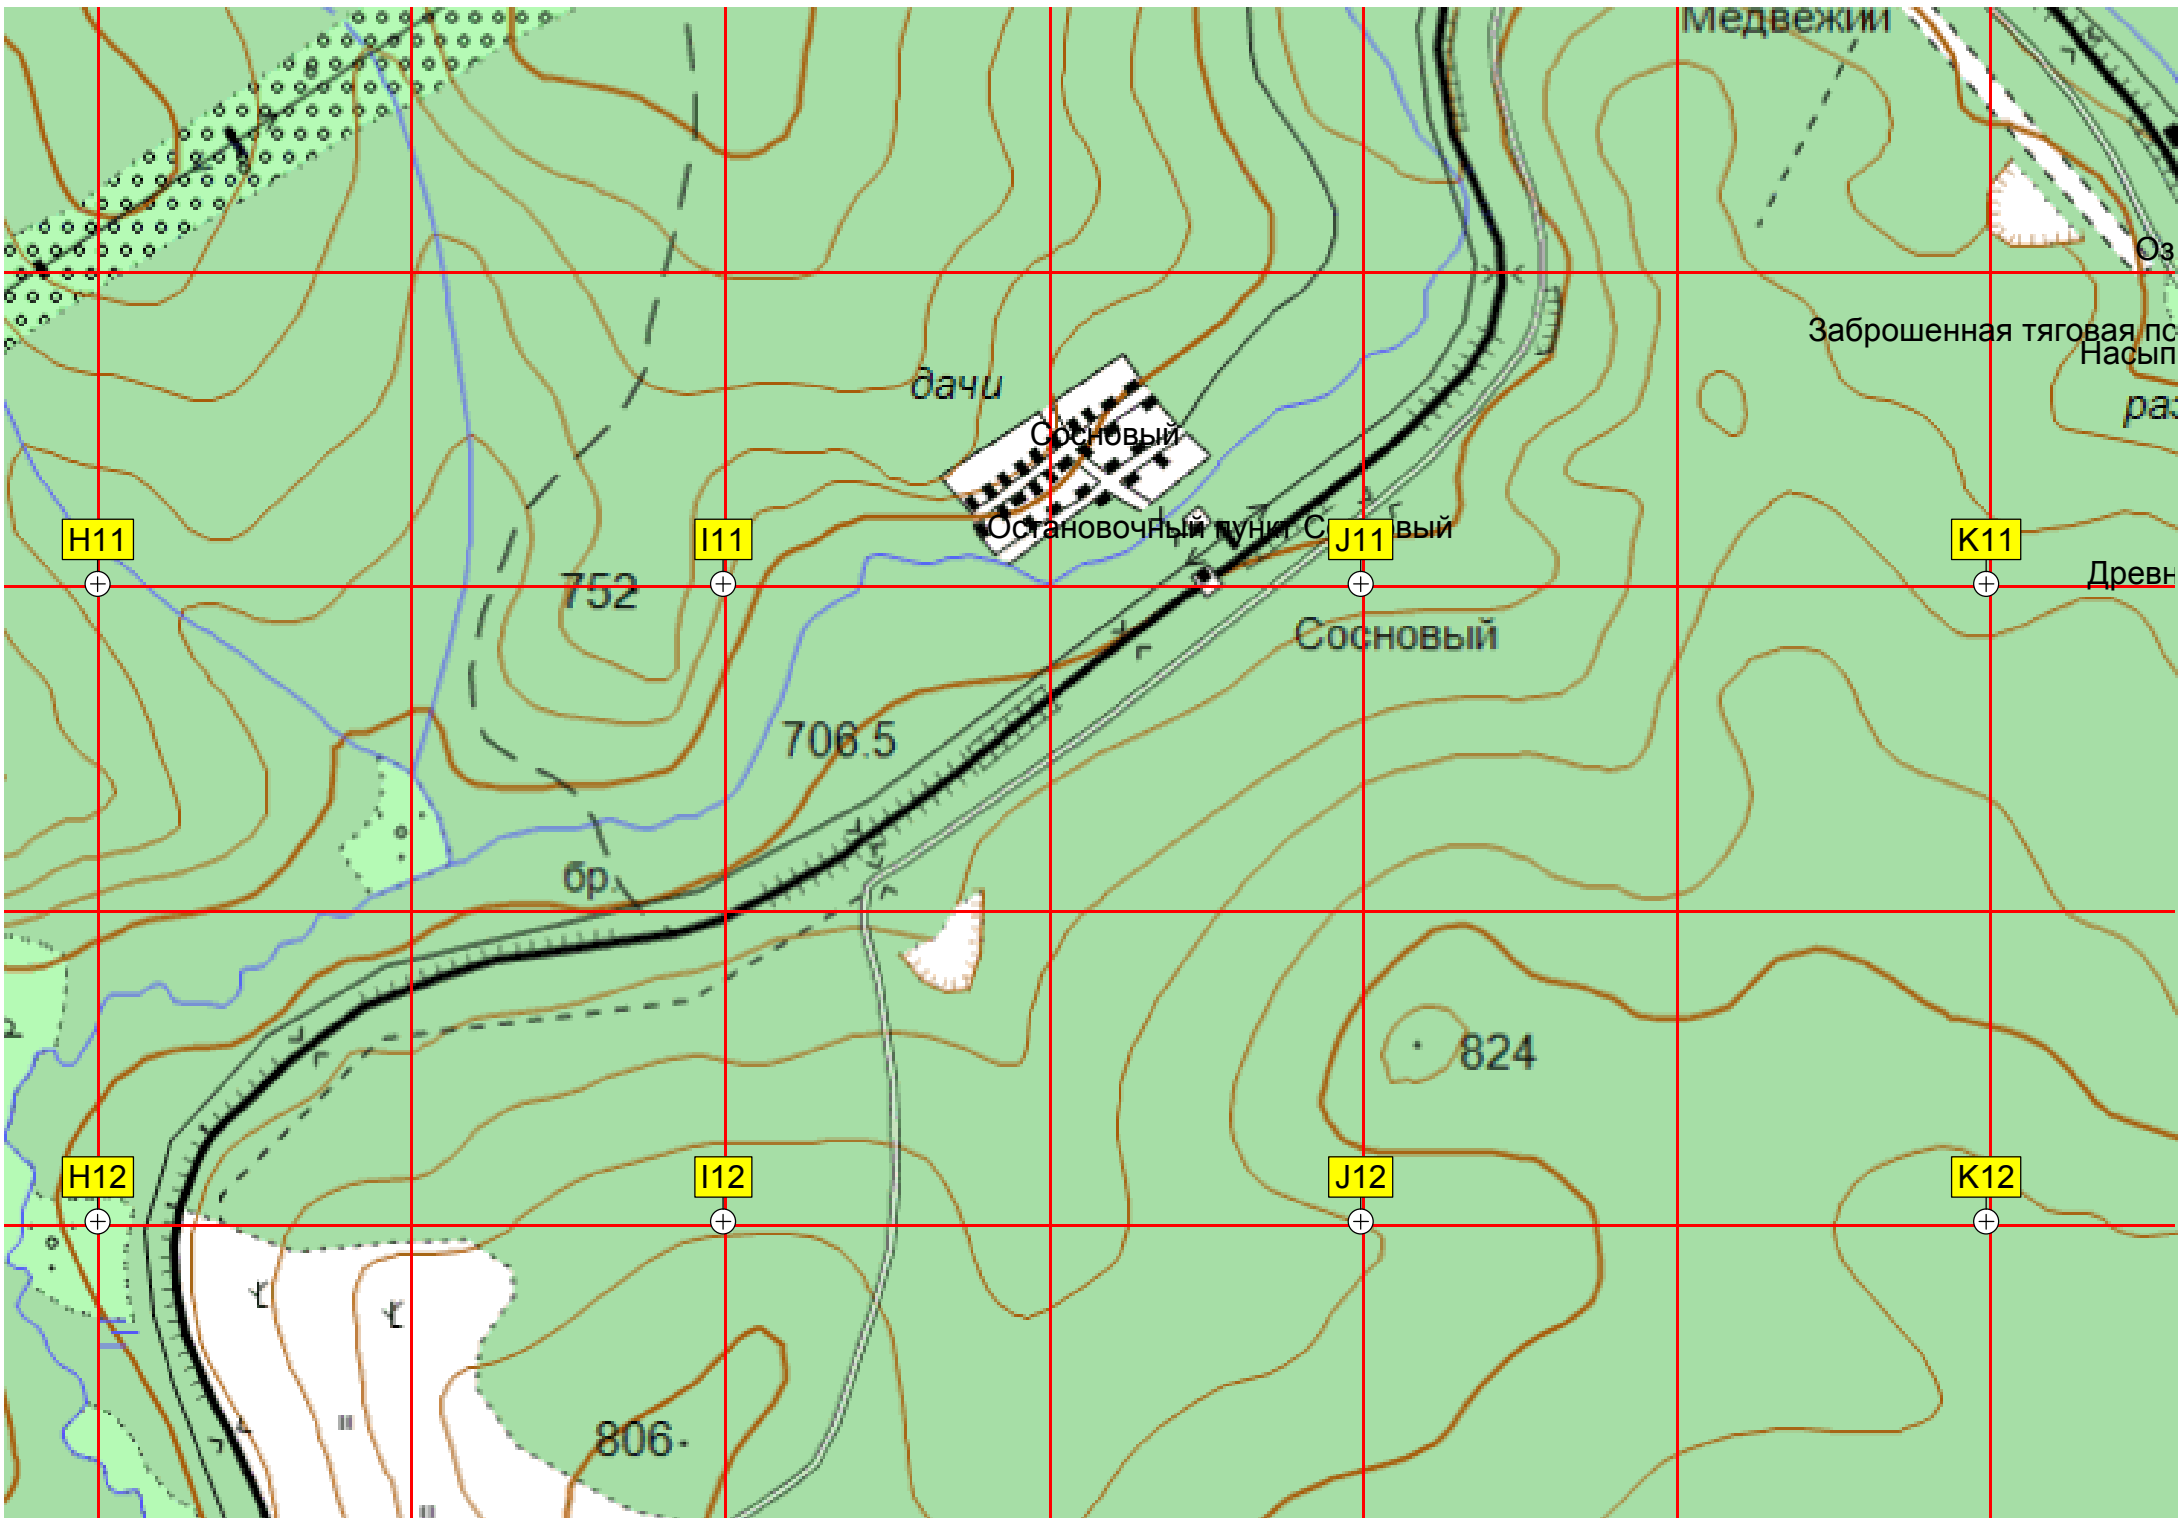 Медвежий
Оз
Заброшенная тяговая пс
Насып
дачи
раз
Сосновый
Остановочный пункт Сосновый
H11
I11
J11
K11
Древн
752
Сосновый
706.5
бр.
824
H12
I12
J12
K12
806